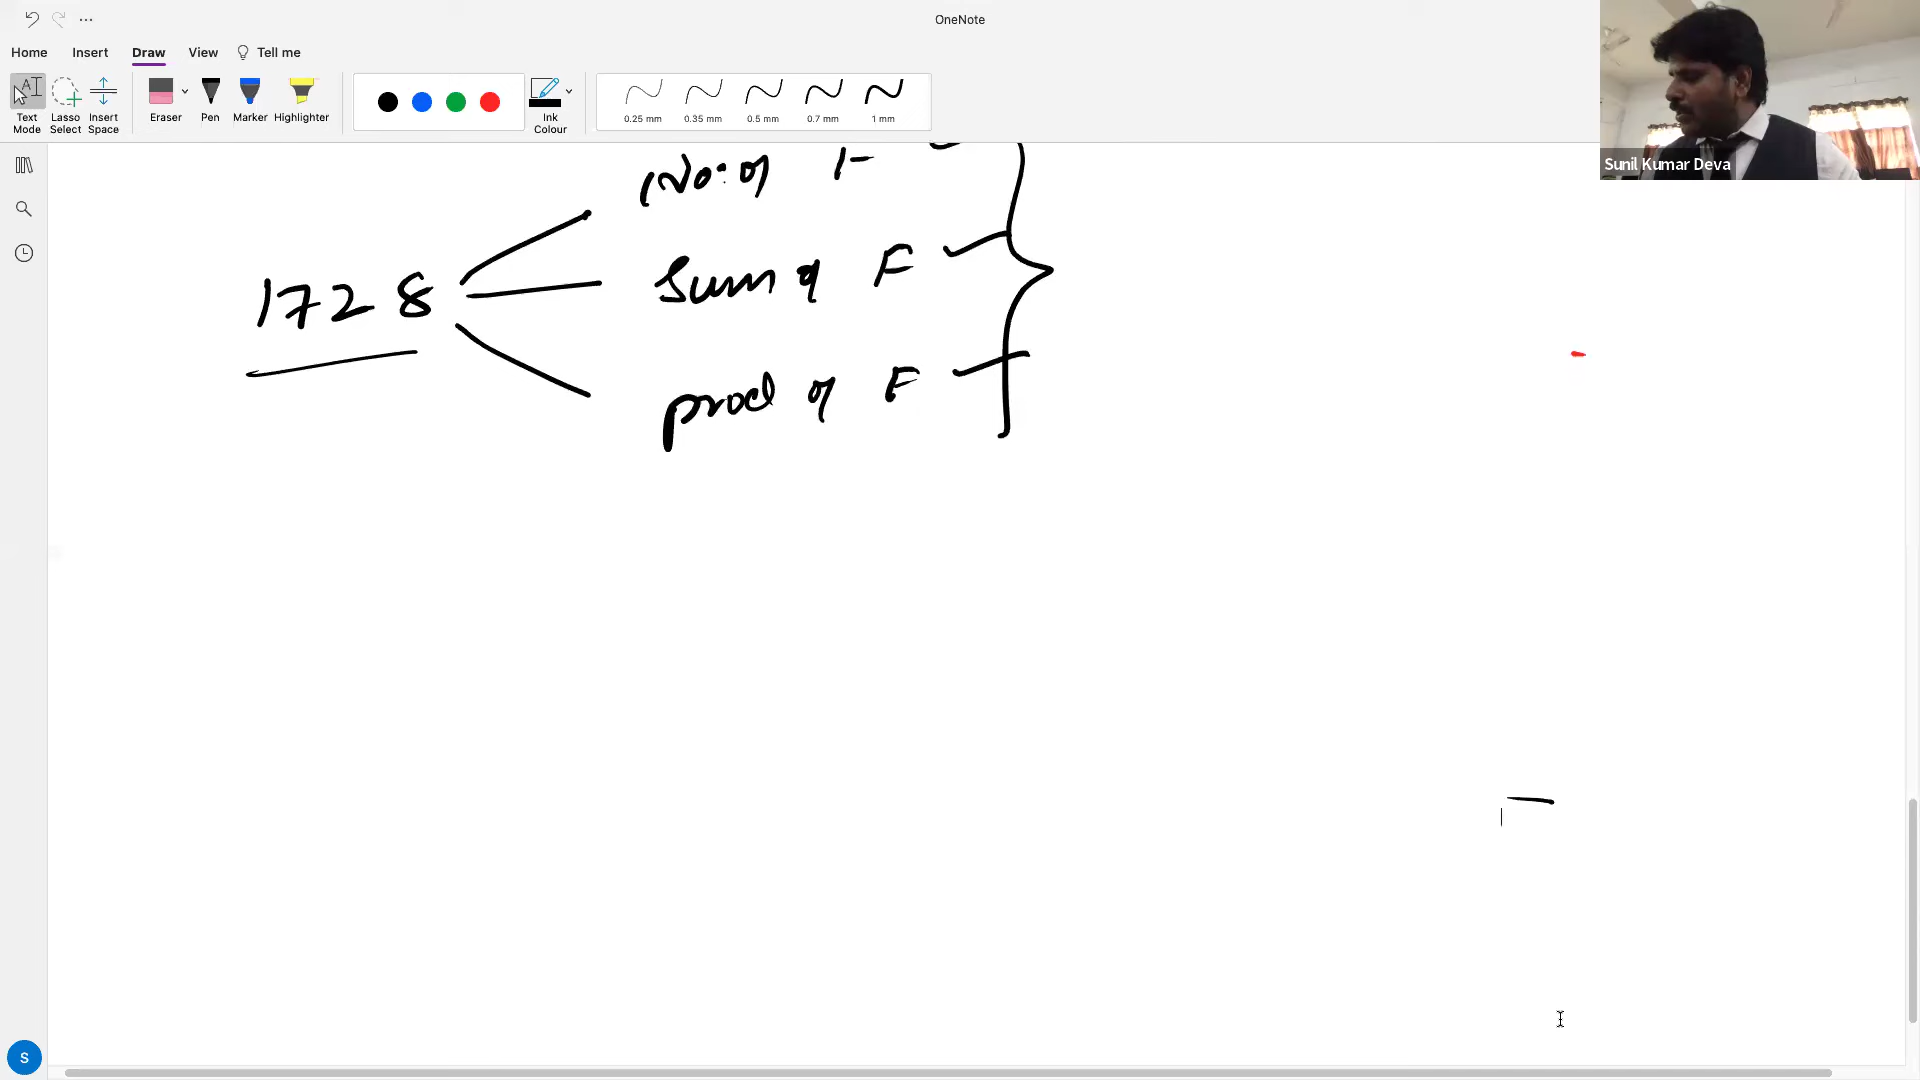 OneNote
Home Insert Draw View Tell me
Text Mode
Lasso Select
Insert Space
Eraser
Pen
Marker
Highlighter
Ink Colour
0.25 mm
0.35 mm
0.5 mm
0.7 mm
1 mm
Sunil Kumar Deva
No: of F
1728
Sum of F
prod of F
S